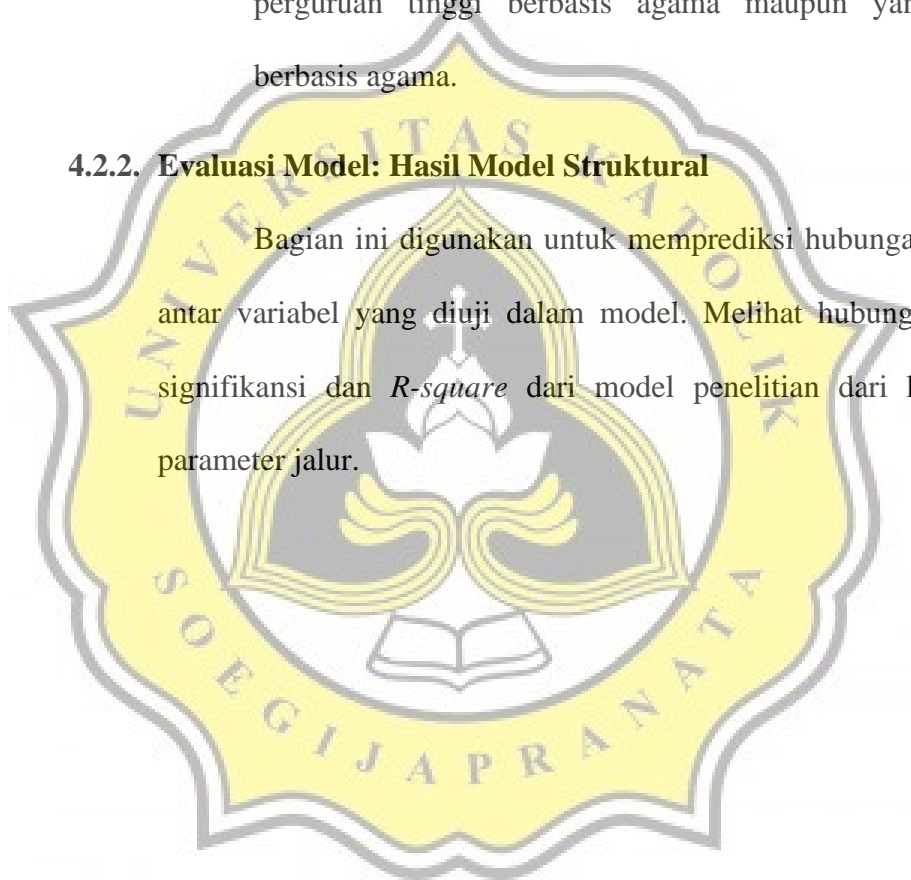 perguruan tinggi berbasis agama maupun yan
berbasis agama.
4.2.2. Evaluasi Model: Hasil Model Struktural
Bagian ini digunakan untuk memprediksi hubunga
antar variabel yang diuji dalam model. Melihat hubung
signifikansi dan R-square dari model penelitian dari
parameter jalur.
UNIVERSITAS KATOLIK
SOEGIJAPRANATA